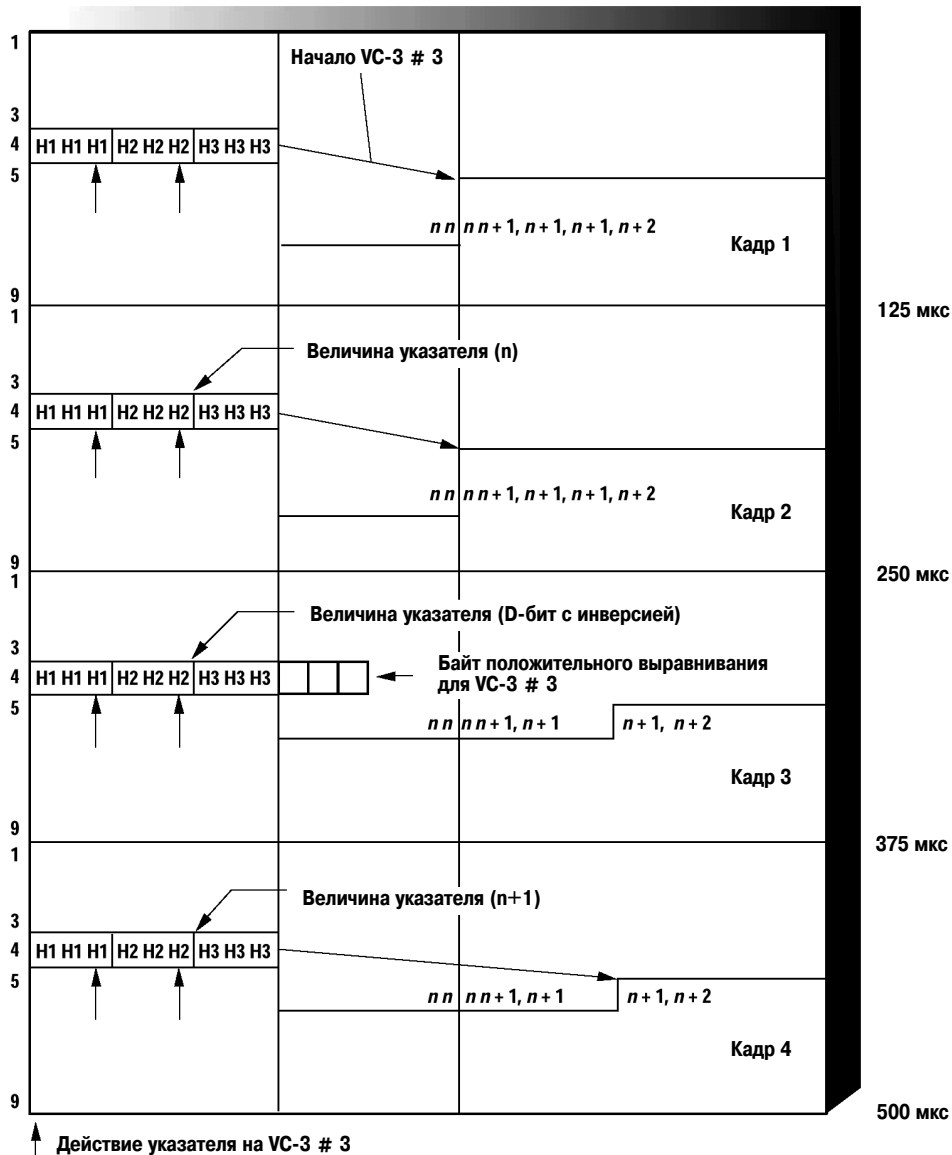 1
Начало VC-3 # 3
3
4 H1 H1 H1 H2 H2 H2 H3 H3 H3
5
n n n n + 1, n + 1, n + 1, n + 2
Кадр 1
9
125 мкс
1
Величина указателя (n)
3
4 H1 H1 H1 H2 H2 H2 H3 H3 H3
5
n n n n + 1, n + 1, n + 1, n + 2
Кадр 2
9
250 мкс
1
Величина указателя (D-бит с инверсией)
3
Байт положительного выравнивания
4 H1 H1 H1 H2 H2 H2 H3 H3 H3
для VC-3 # 3
5
n n n n + 1, n + 1 n + 1, n + 2
Кадр 3
9
375 мкс
1
Величина указателя (n+1)
3
4 H1 H1 H1 H2 H2 H2 H3 H3 H3
5
n n n n + 1, n + 1 n + 1, n + 2
Кадр 4
9
500 мкс
Действие указателя на VC-3 # 3